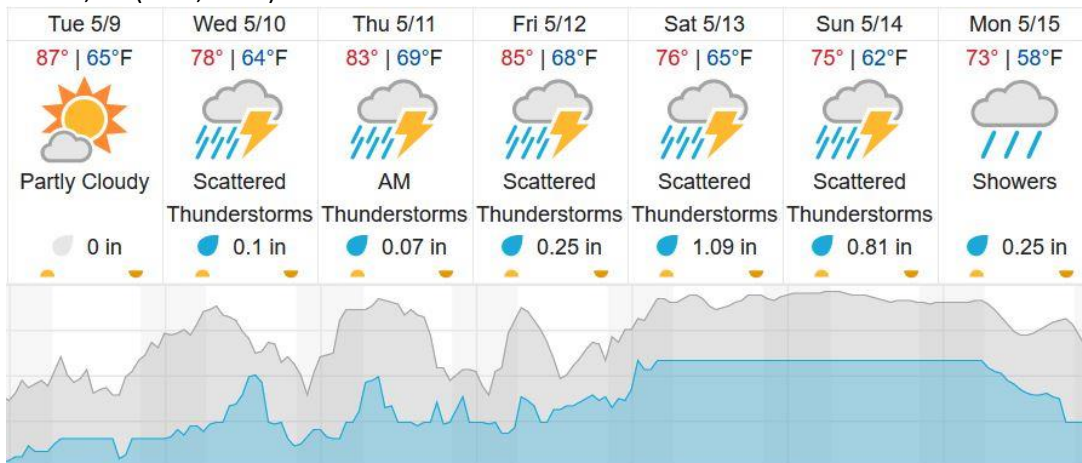 Tue 5/9 Wed 5/10 Thu 5/11 Fri 5/12 Sat 5/13 Sun 5/14 Mon 5/15
87° | 65°F 78° | 64°F 83° | 69°F 85° | 68°F 76° | 65°F 75° | 62°F 73° | 58°F
Partly Cloudy Scattered AM Scattered Scattered Scattered Showers
Thunderstorms Thunderstorms Thunderstorms Thunderstorms Thunderstorms
0 in 0.1 in 0.07 in 0.25 in 1.09 in 0.81 in 0.25 in